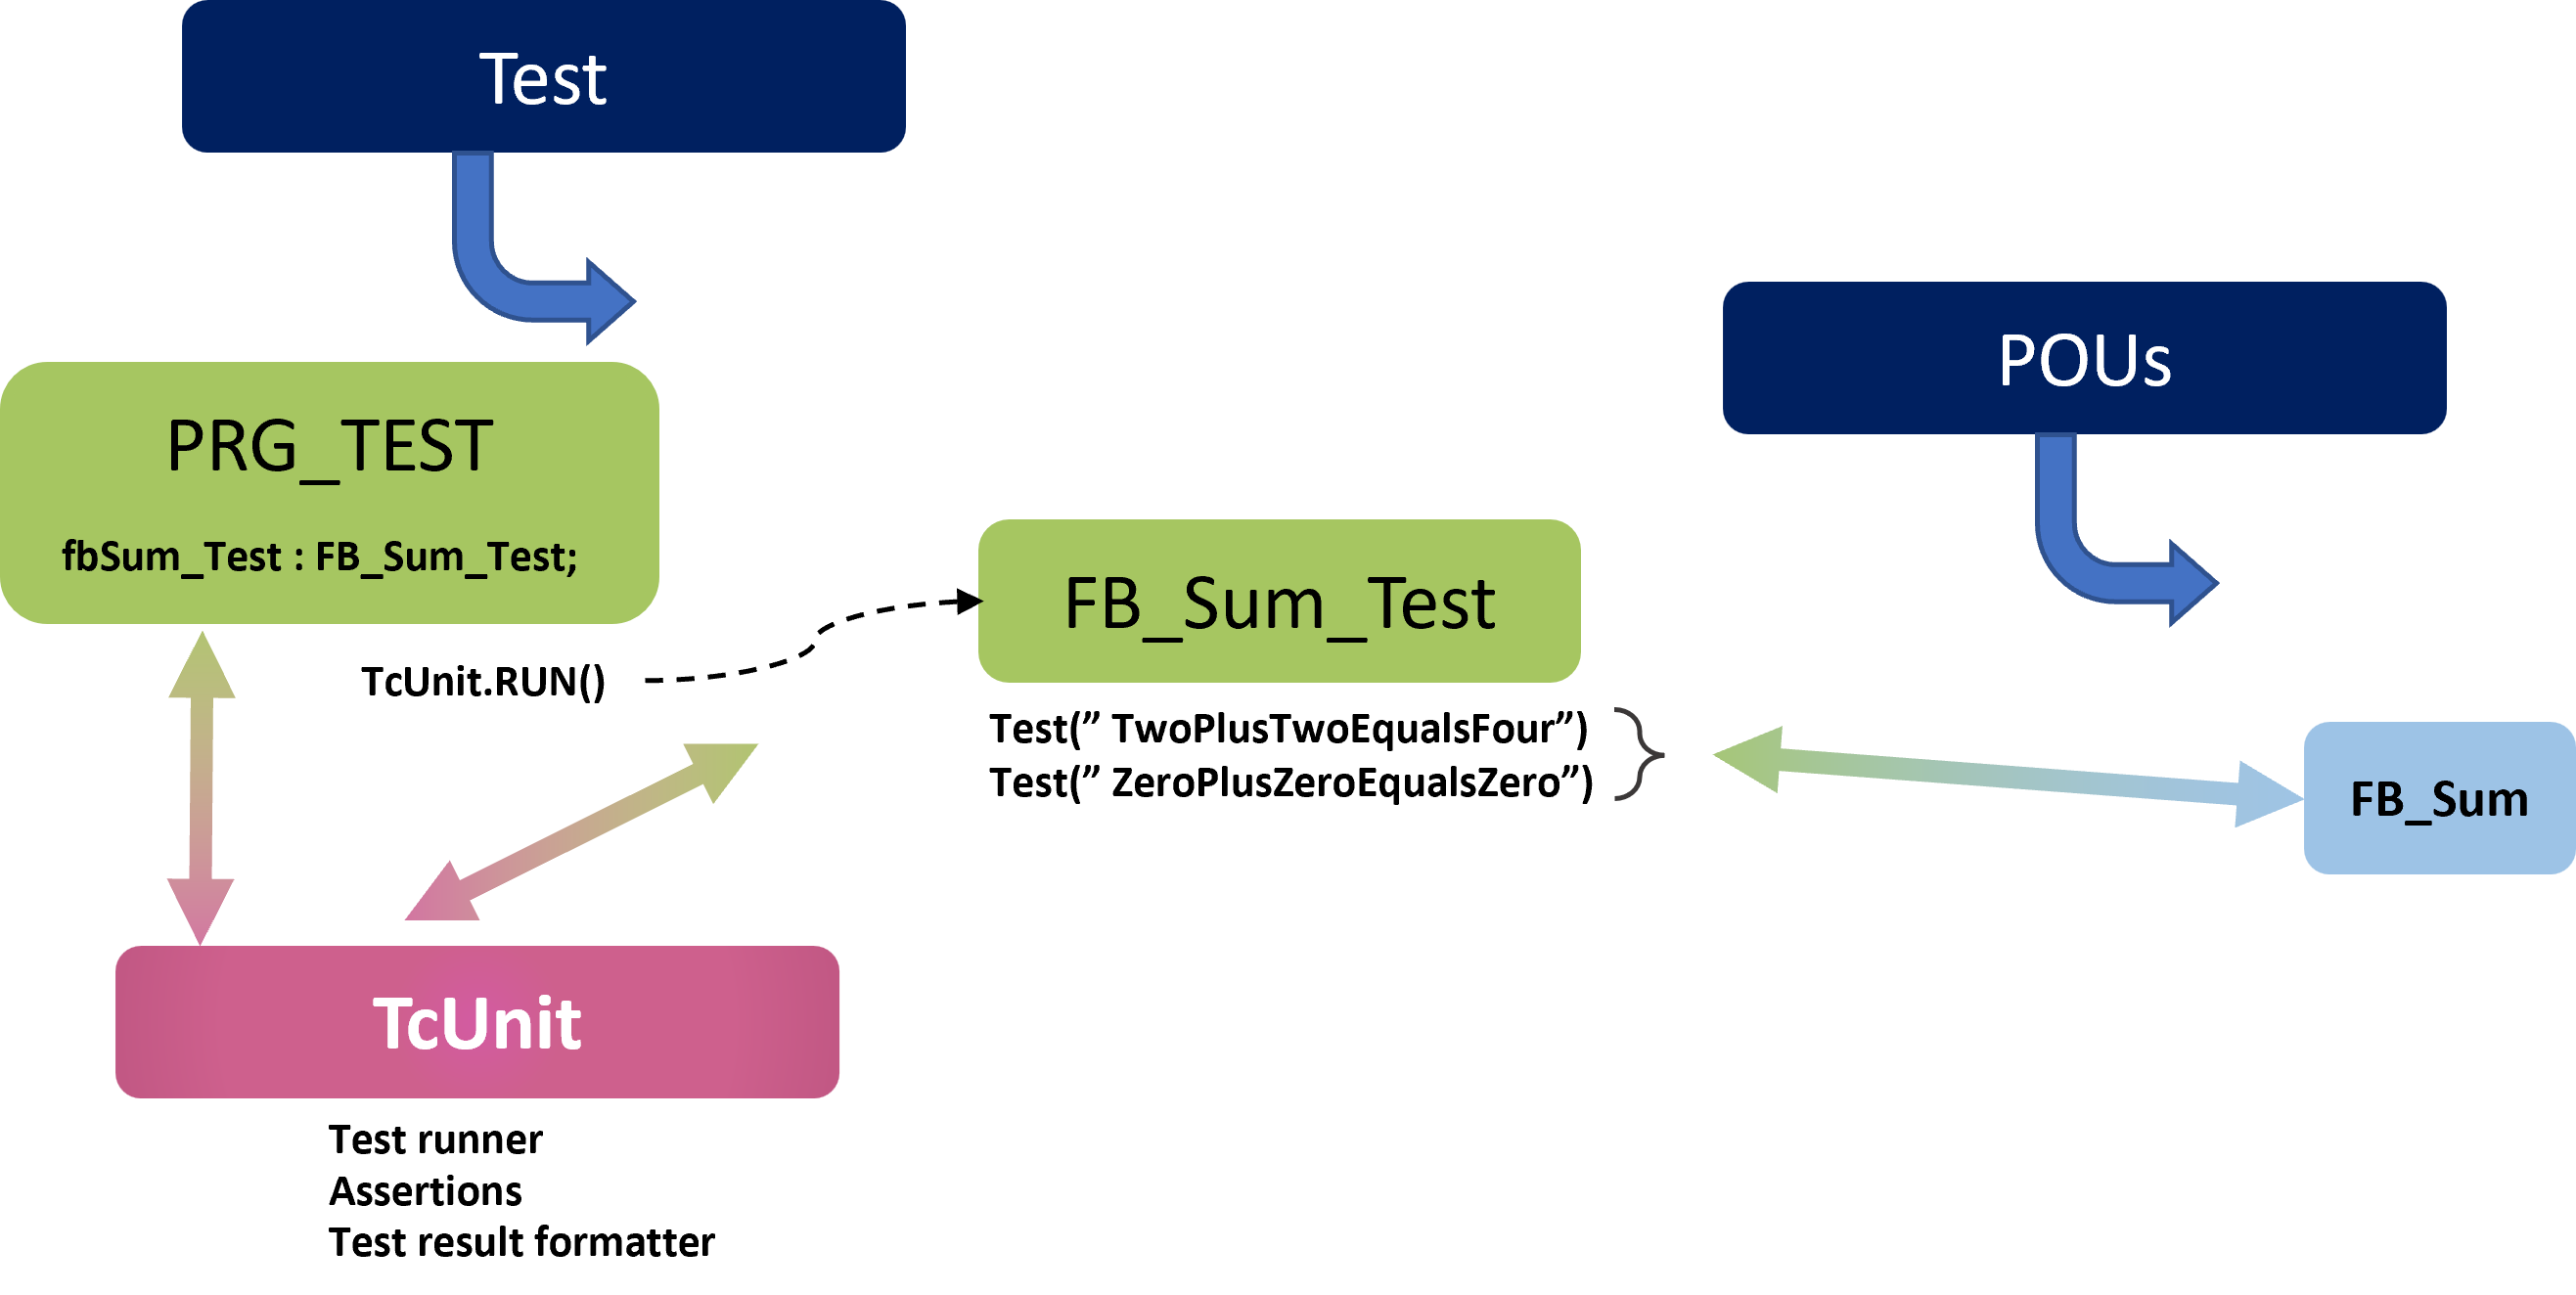 Test
POUs
PRG_TEST
fbSum_Test : FB_Sum_Test;
FB_Sum_Test
TcUnit.RUN()
Test(” TwoPlusTwoEqualsFour”)
Test(” ZeroPlusZeroEqualsZero”)
FB_Sum
TcUnit
Test runner
Assertions
Test result formatter